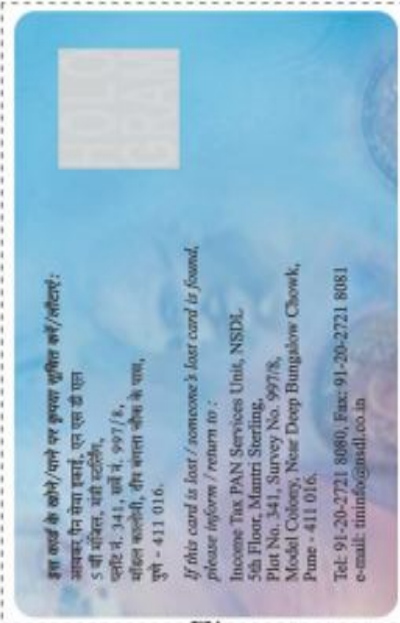 HOLO
GRAM
इस कार्ड के खोने/पाने पर कृपया सूचित करें/लौटाएं :
आयकर पैन सेवा इकाई, एन एस डी एल
5 वी मंजिल, मंत्री स्टर्लिंग,
प्लॉट नं. 341, सर्वे नं. 997/8,
मॉडल कालोनी, दीप बंगला चौक के पास,
पुणे - 411 016.
If this card is lost / someone's lost card is found,
please inform / return to :
Income Tax PAN Services Unit, NSDL
5th Floor, Mantri Sterling,
Plot No. 341, Survey No. 997/8,
Model Colony, Near Deep Bungalow Chowk,
Pune - 411 016.
Tel: 91-20-2721 8080, Fax: 91-20-2721 8081
e-mail: tininfo@nsdl.co.in